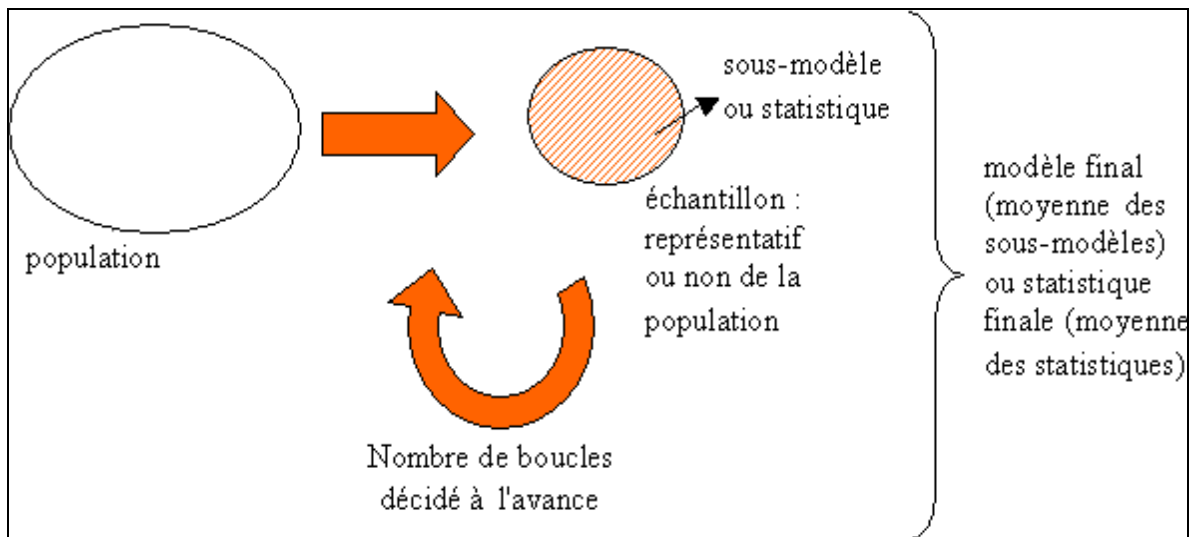 population
sous-modèle
ou statistique
échantillon :
représentatif
ou non de la
population
Nombre de boucles
décidé à l'avance
modèle final
(moyenne des
sous-modèles)
ou statistique
finale (moyenne
des statistiques)